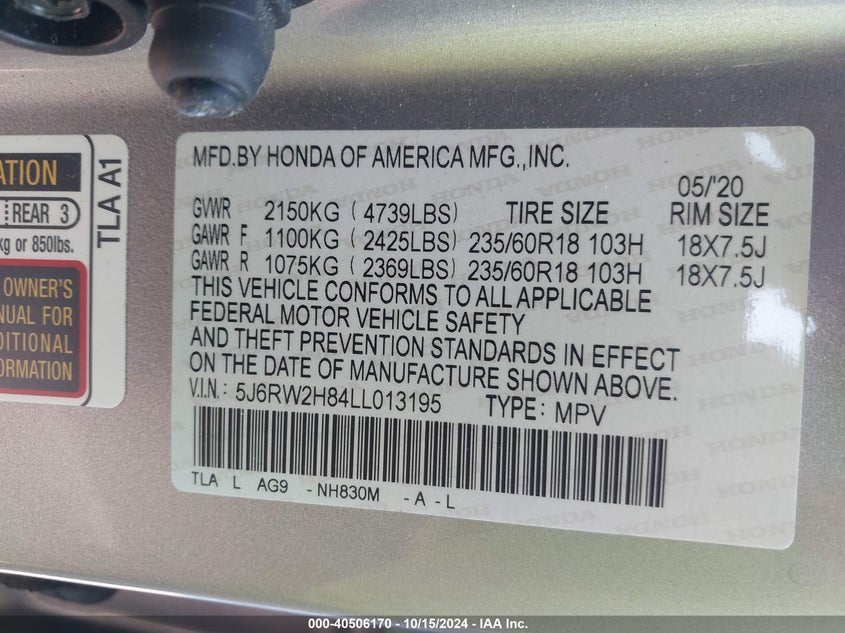 ATION
REAR 3
kg or 850lbs.
OWNER'S
NUAL FOR
DITIONAL
FORMATION
TLA A1
MFD.BY HONDA OF AMERICA MFG.,INC.
05/'20
GVWR 2150KG ( 4739LBS) TIRE SIZE RIM SIZE
GAWR F 1100KG ( 2425LBS) 235/60R18 103H 18X7.5J
GAWR R 1075KG ( 2369LBS) 235/60R18 103H 18X7.5J
THIS VEHICLE CONFORMS TO ALL APPLICABLE
FEDERAL MOTOR VEHICLE SAFETY
AND THEFT PREVENTION STANDARDS IN EFFECT
ON THE DATE OF MANUFACTURE SHOWN ABOVE.
V.I.N.: 5J6RW2H84LL013195 TYPE: MPV
TLA L AG9 - NH830M - A - L
000-40506170 - 10/15/2024 - IAA Inc.